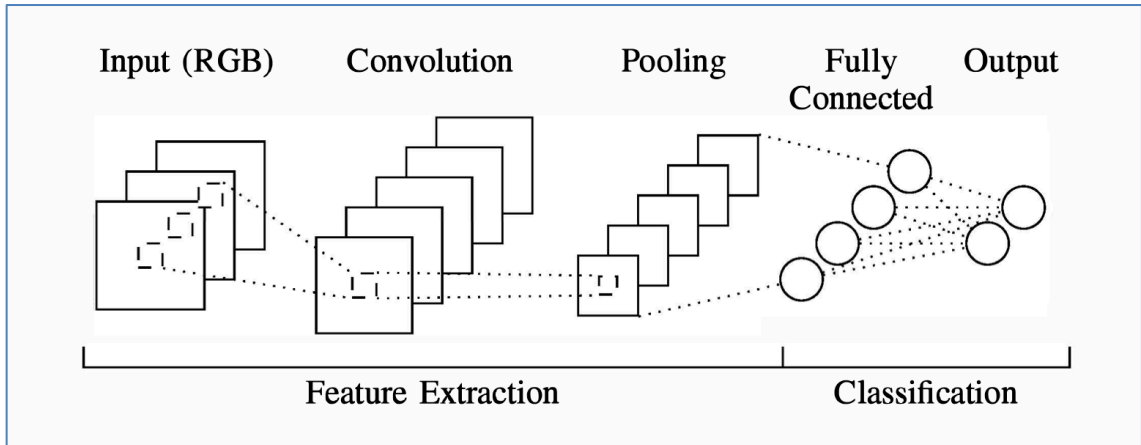 Input (RGB)
Convolution
Pooling
Fully
Connected
Output
Feature Extraction
Classification